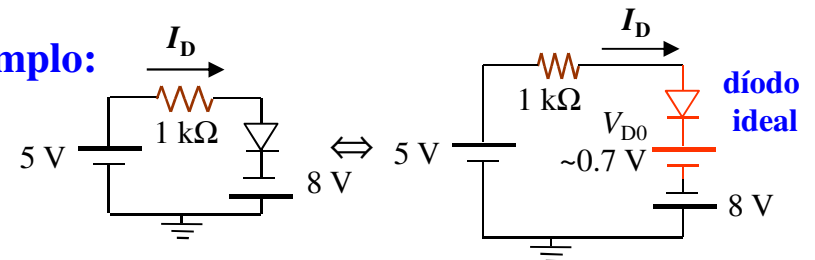 mplo:
I_D
1 kΩ
5 V
8 V
⇔
I_D
1 kΩ
5 V
V_D0
~0.7 V
díodo
ideal
8 V